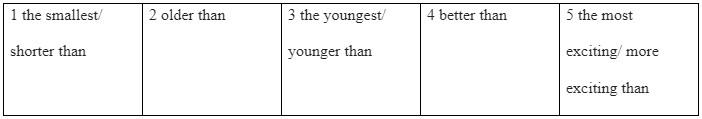 1 the smallest/
shorter than
2 older than
3 the youngest/
younger than
4 better than
5 the most
exciting/ more
exciting than